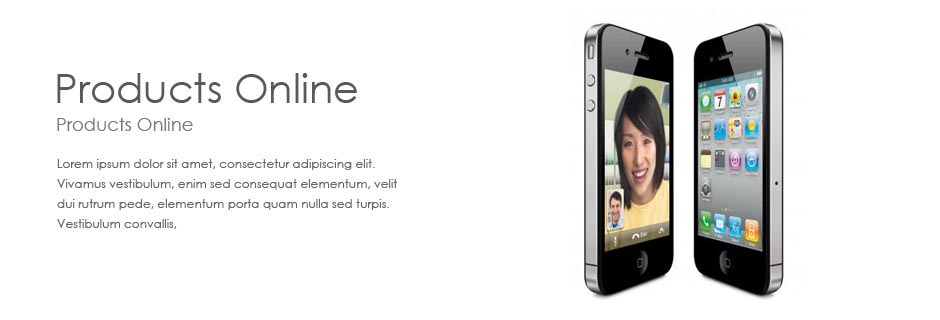 Products Online
Products Online
Lorem ipsum dolor sit amet, consectetur adipiscing elit.
Vivamus vestibulum, enim sed consequat elementum, velit
dui rutrum pede, elementum porta quam nulla sed turpis.
Vestibulum convallis,